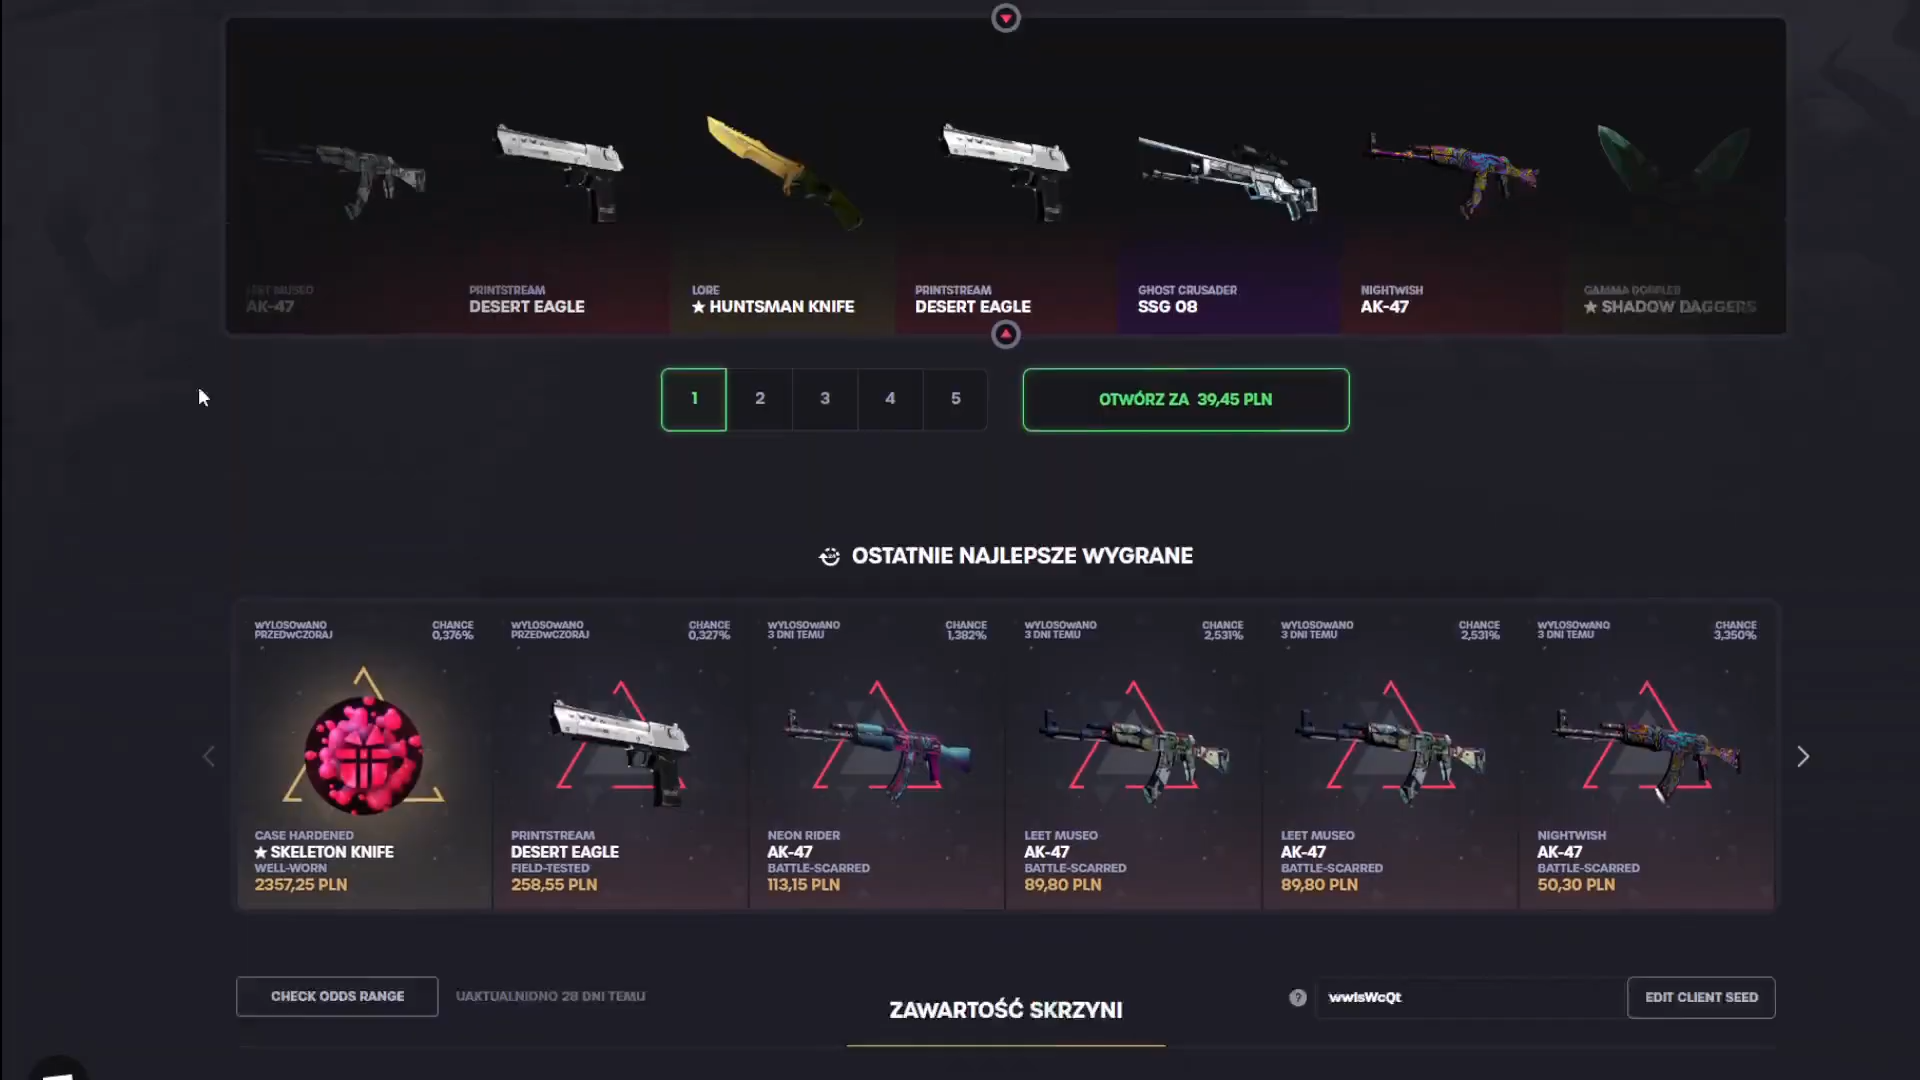 LEET MUSEO
AK-47
PRINTSTREAM
DESERT EAGLE
LORE
★ HUNTSMAN KNIFE
PRINTSTREAM
DESERT EAGLE
GHOST CRUSADER
SSG 08
NIGHTWISH
AK-47
GAMMA DOPPLER
★ SHADOW DAGGERS
1
2
3
4
5
OTWÓRZ ZA 39,45 PLN
OSTATNIE NAJLEPSZE WYGRANE
WYLOSOWANO
PRZEDWCZORAJ
CHANCE
0,376%
CASE HARDENED
★ SKELETON KNIFE
WELL-WORN
2357,25 PLN
WYLOSOWANO
PRZEDWCZORAJ
CHANCE
0,327%
PRINTSTREAM
DESERT EAGLE
FIELD-TESTED
258,55 PLN
WYLOSOWANO
3 DNI TEMU
CHANCE
1,382%
NEON RIDER
AK-47
BATTLE-SCARRED
113,15 PLN
WYLOSOWANO
3 DNI TEMU
CHANCE
2,531%
LEET MUSEO
AK-47
BATTLE-SCARRED
89,80 PLN
WYLOSOWANO
3 DNI TEMU
CHANCE
2,531%
LEET MUSEO
AK-47
BATTLE-SCARRED
89,80 PLN
WYLOSOWANO
3 DNI TEMU
CHANCE
3,350%
NIGHTWISH
AK-47
BATTLE-SCARRED
50,30 PLN
CHECK ODDS RANGE
UAKTUALNIONO 28 DNI TEMU
ZAWARTOŚĆ SKRZYNI
?
wwIsWcQt
EDIT CLIENT SEED